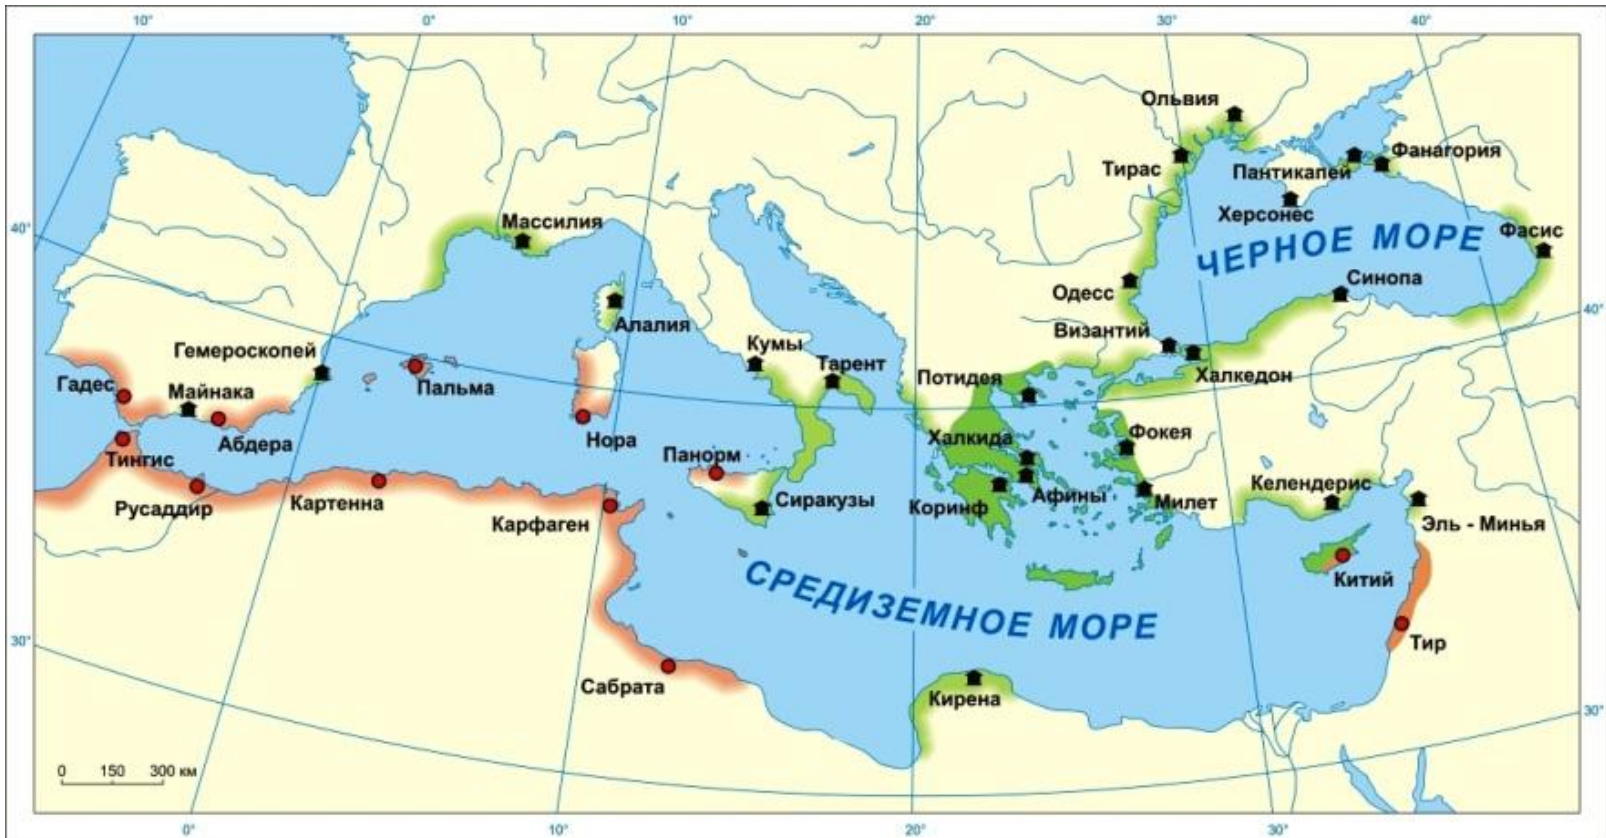 10° 0° 10° 20° 30° 40°
Ольвия
Тирас
Пантикапей
Фанагория
Херсонес
Массилия
40°
ЧЕРНОЕ МОРЕ
Фасис
Синопа
Одесс
Алалия
40°
Византий
Гемероскопей
Кумы
Тарент
Халкедон
Потидея
Гадес
Майнака
Пальма
Абдера
Нора
Халкида
Фокея
Тингис
Панорм
Русаддир
Картенна
Карфаген
Сиракузы
Коринф
Афины
Милет
Келендерис
Эль - Минья
Китий
СРЕДИЗЕМНОЕ МОРЕ
30°
Тир
Сабрата
Кирена
30°
0 150 300 км
0° 10° 20° 30°